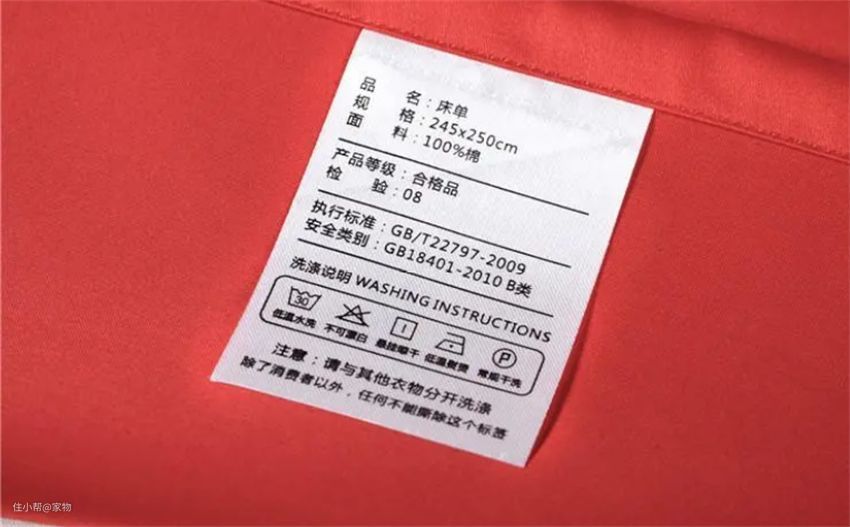 品　　名：床单
规　　格：245x250cm
面　　料：100%棉
产品等级：合格品
检　　验：08
执行标准：GB/T22797-2009
安全类别：GB18401-2010 B类
洗涤说明 WASHING INSTRUCTIONS
30 P
低温水洗 不可漂白 悬挂晾干 低温熨烫 常规干洗
注意：请与其他衣物分开洗涤
除了消费者以外，任何不能撕除这个标签
住小帮@家物